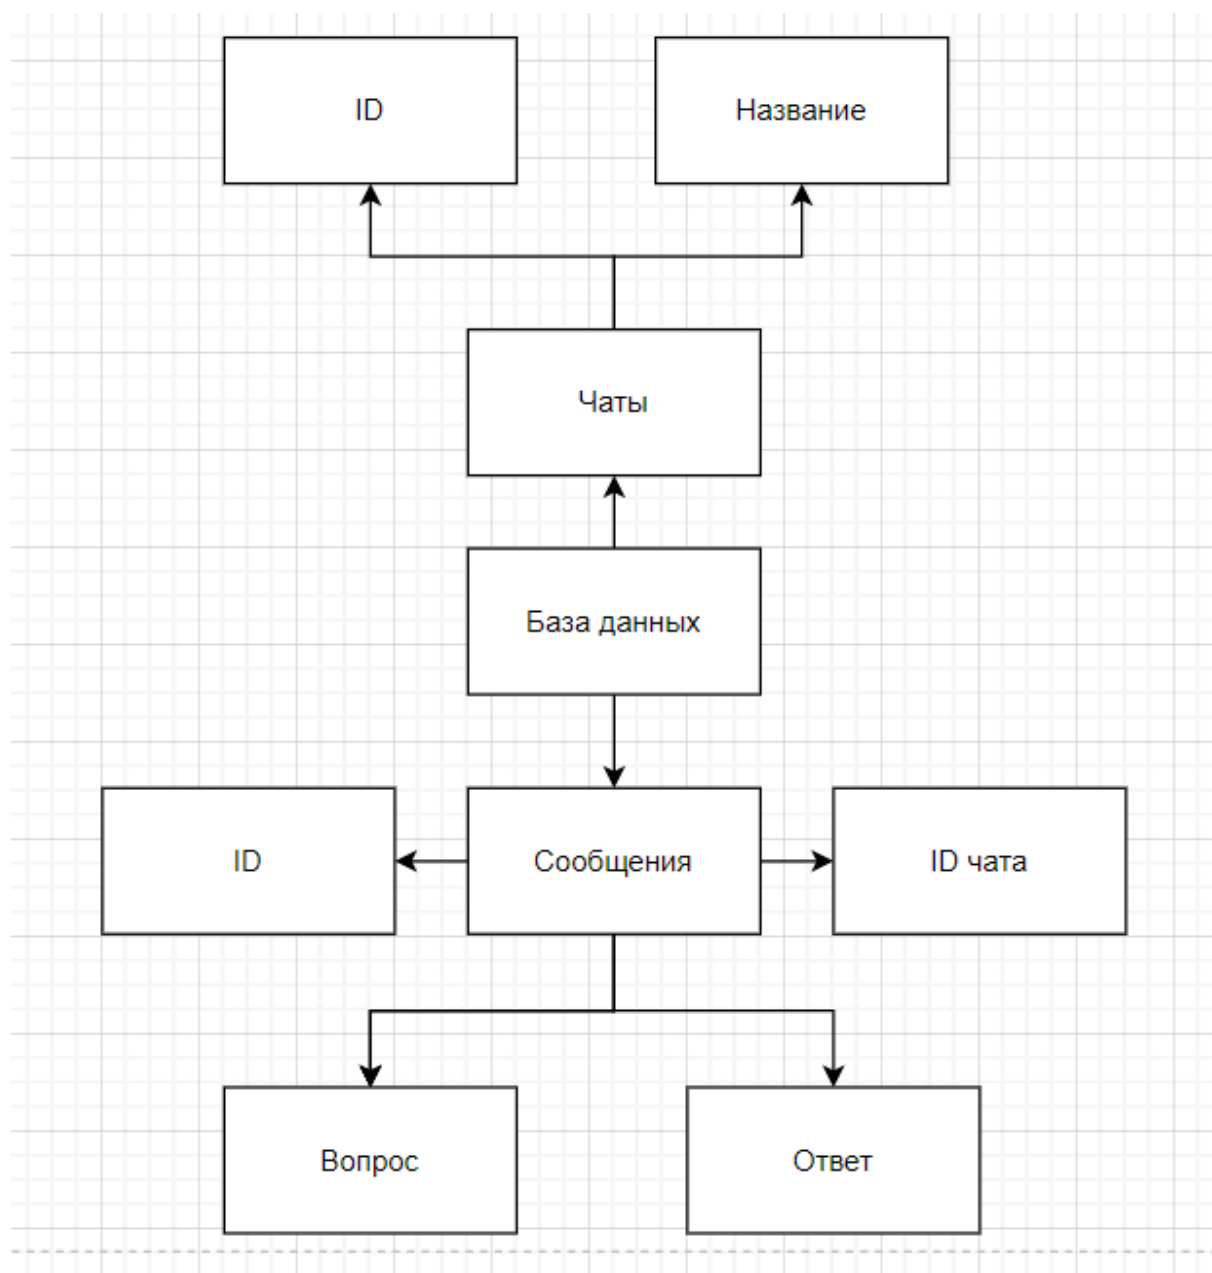 ID
Название
Чаты
База данных
ID
Сообщения
ID чата
Вопрос
Ответ